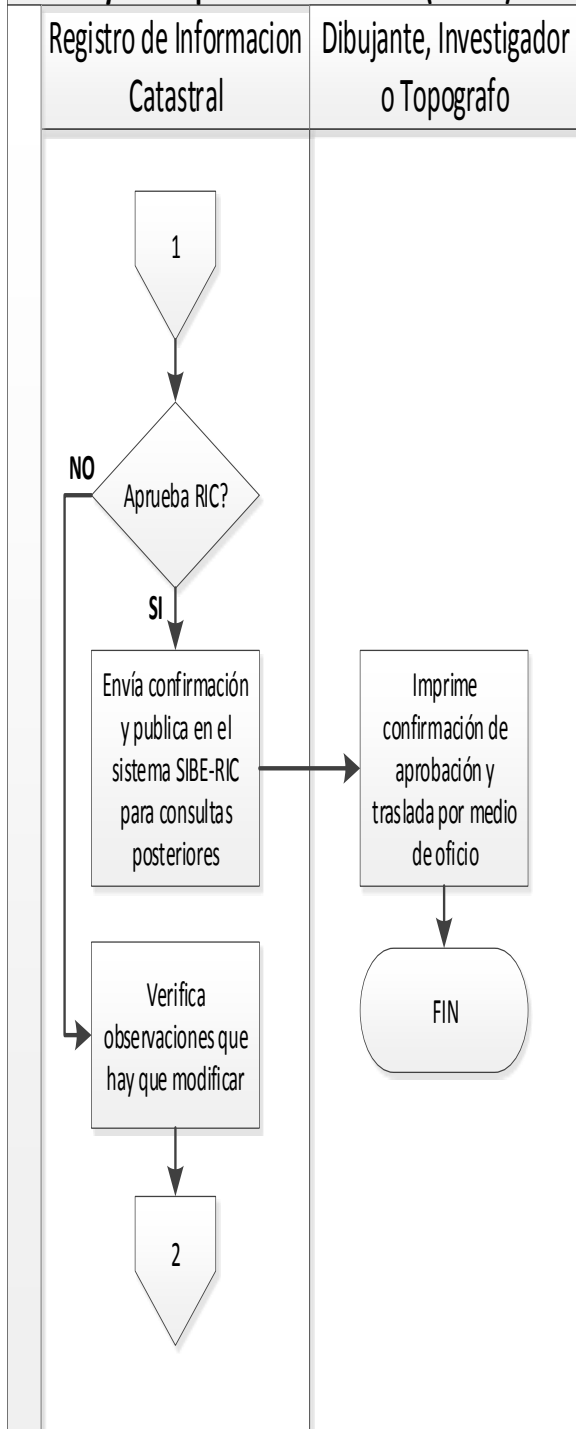 Registro de Informacion
Catastral
Dibujante, Investigador
o Topografo
1
Aprueba RIC?
NO
SI
Envía confirmación
y publica en el
sistema SIBE-RIC
para consultas
posteriores
Imprime
confirmación de
aprobación y
traslada por medio
de oficio
FIN
Verifica
observaciones que
hay que modificar
2